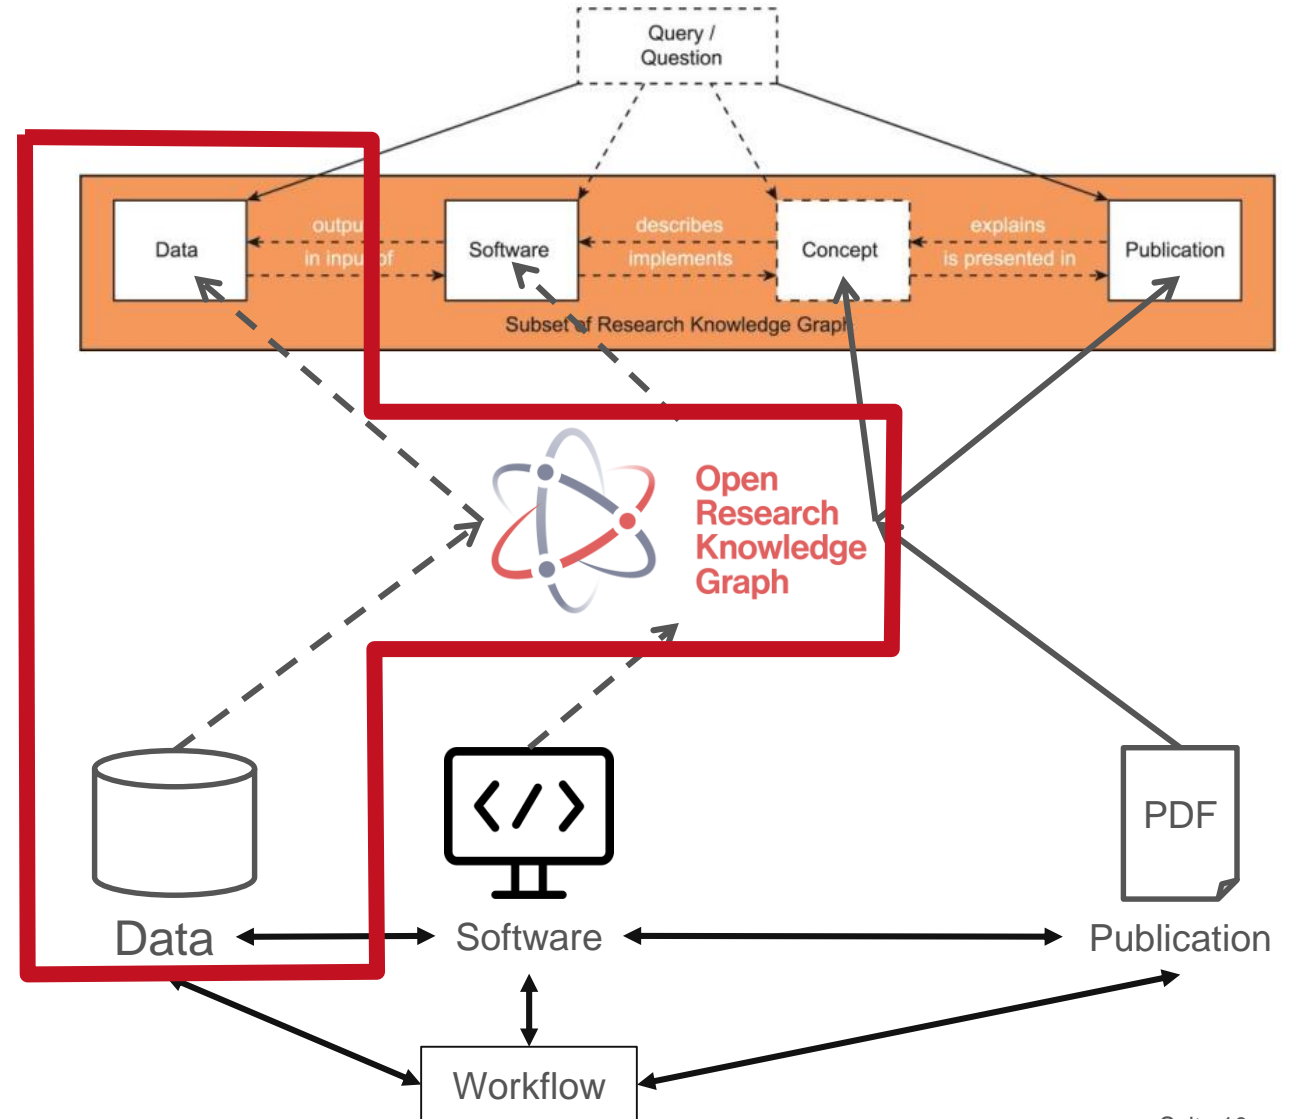 Query /
Question
output
describes
explains
Data
Software
Concept
Publication
in input of
implements
is presented in
Subset of Research Knowledge Graph
Open
Research
Knowledge
Graph
</>
PDF
Data
Software
Publication
Workflow